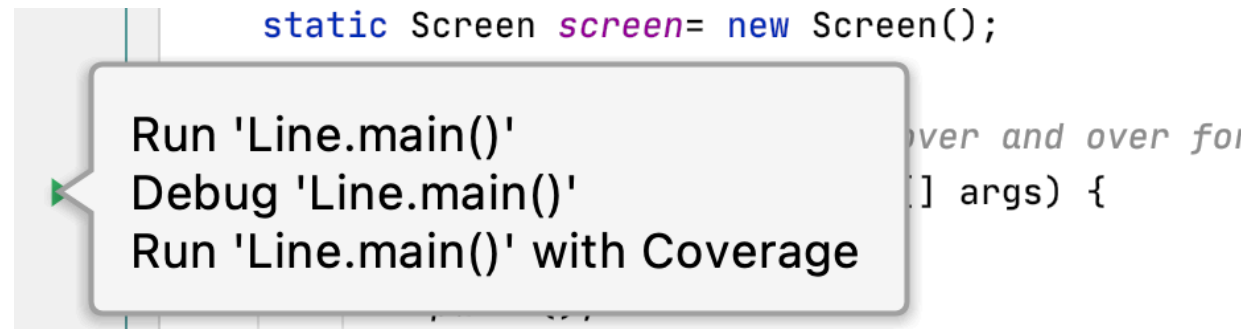 static Screen screen= new Screen();
Run 'Line.main()'
over and over for
Debug 'Line.main()'
[] args) {
Run 'Line.main()' with Coverage